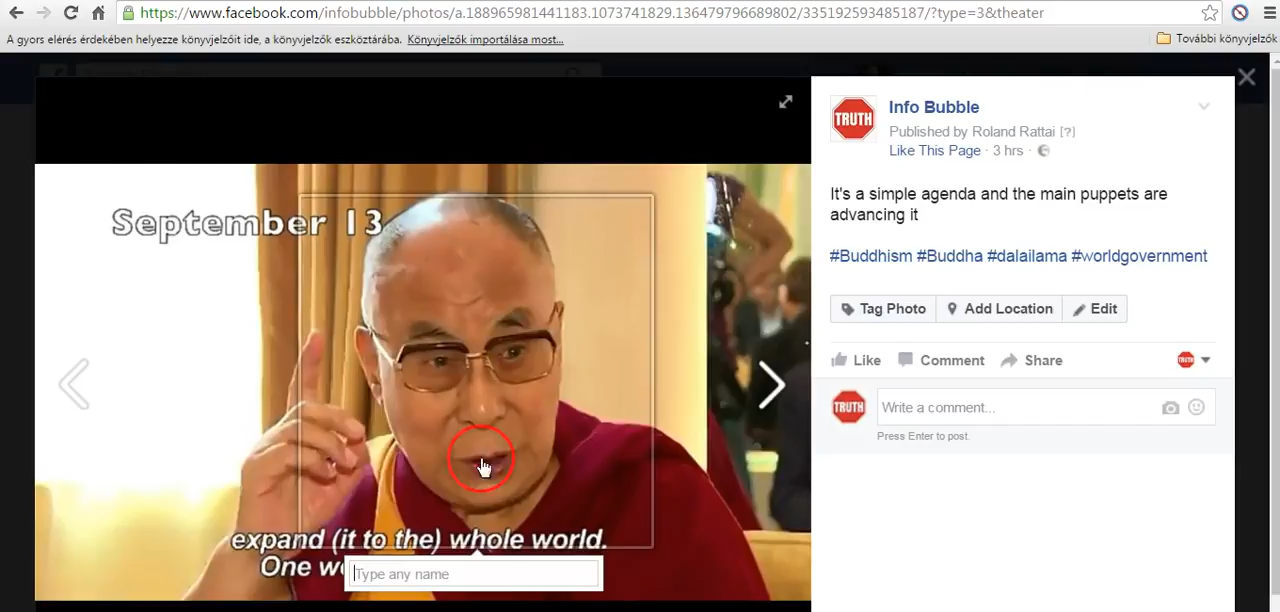 https://www.facebook.com/infobubble/photos/a.188965981441183.1073741829.136479796689802/335192593485187/?type=3&theater
A gyors elérés érdekében helyezze könyvjelzőit ide, a könyvjelzők eszköztárába. Könyvjelzők importálása most...
További könyvjelzők
September 13
expand (it to the) whole world.
One
Type any name
TRUTH
Info Bubble
Published by Roland Rattai [?]
Like This Page · 3 hrs ·
It's a simple agenda and the main puppets are
advancing it
#Buddhism #Buddha #dalailama #worldgovernment
Tag Photo
Add Location
Edit
Like
Comment
Share
TRUTH
TRUTH
Write a comment...
Press Enter to post.